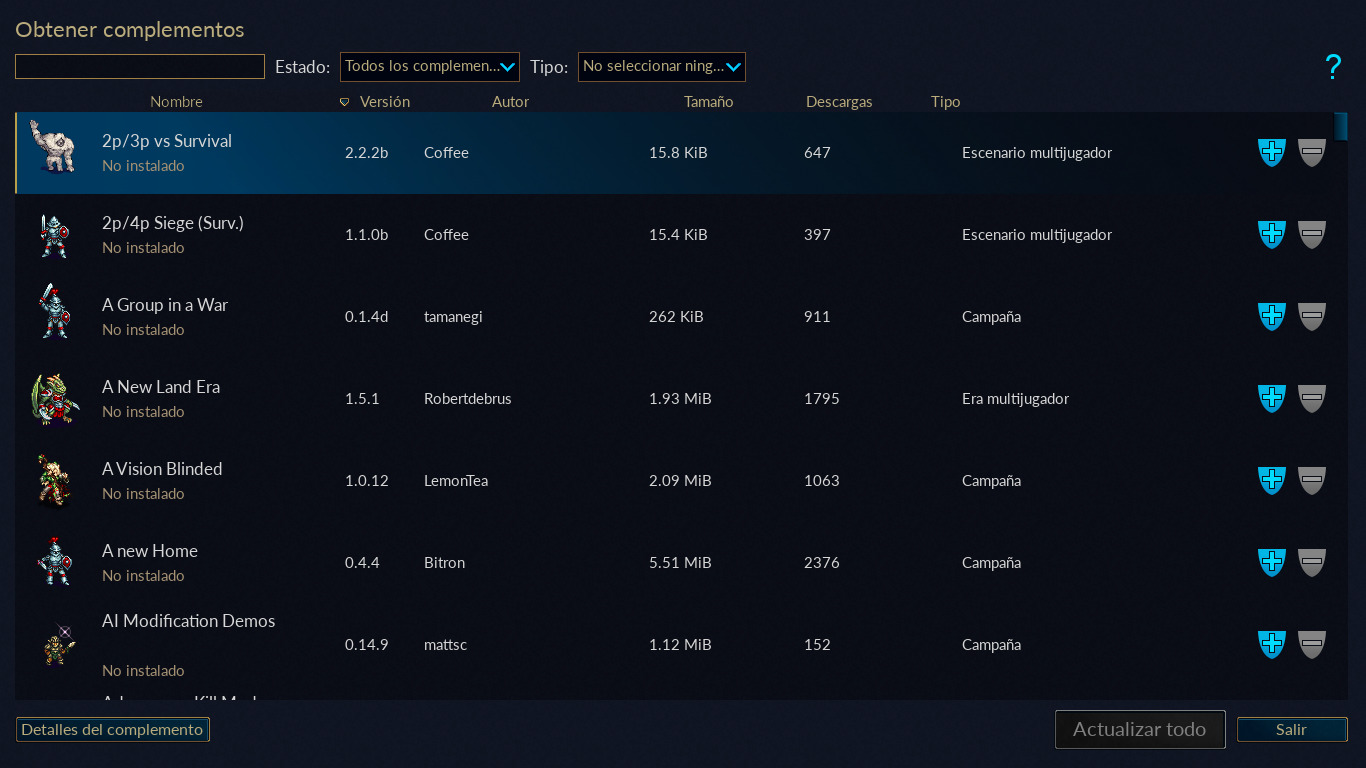 Obtener complementos
Estado: Todos los complemen... Tipo: No seleccionar ning... ?
Nombre Versión Autor Tamaño Descargas Tipo
2p/3p vs Survival
No instalado
2.2.2b Coffee 15.8 KiB 647 Escenario multijugador
2p/4p Siege (Surv.)
No instalado
1.1.0b Coffee 15.4 KiB 397 Escenario multijugador
A Group in a War
No instalado
0.1.4d tamanegi 262 KiB 911 Campaña
A New Land Era
No instalado
1.5.1 Robertdebrus 1.93 MiB 1795 Era multijugador
A Vision Blinded
No instalado
1.0.12 LemonTea 2.09 MiB 1063 Campaña
A new Home
No instalado
0.4.4 Bitron 5.51 MiB 2376 Campaña
AI Modification Demos
No instalado
0.14.9 mattsc 1.12 MiB 152 Campaña
Detalles del complemento Actualizar todo Salir